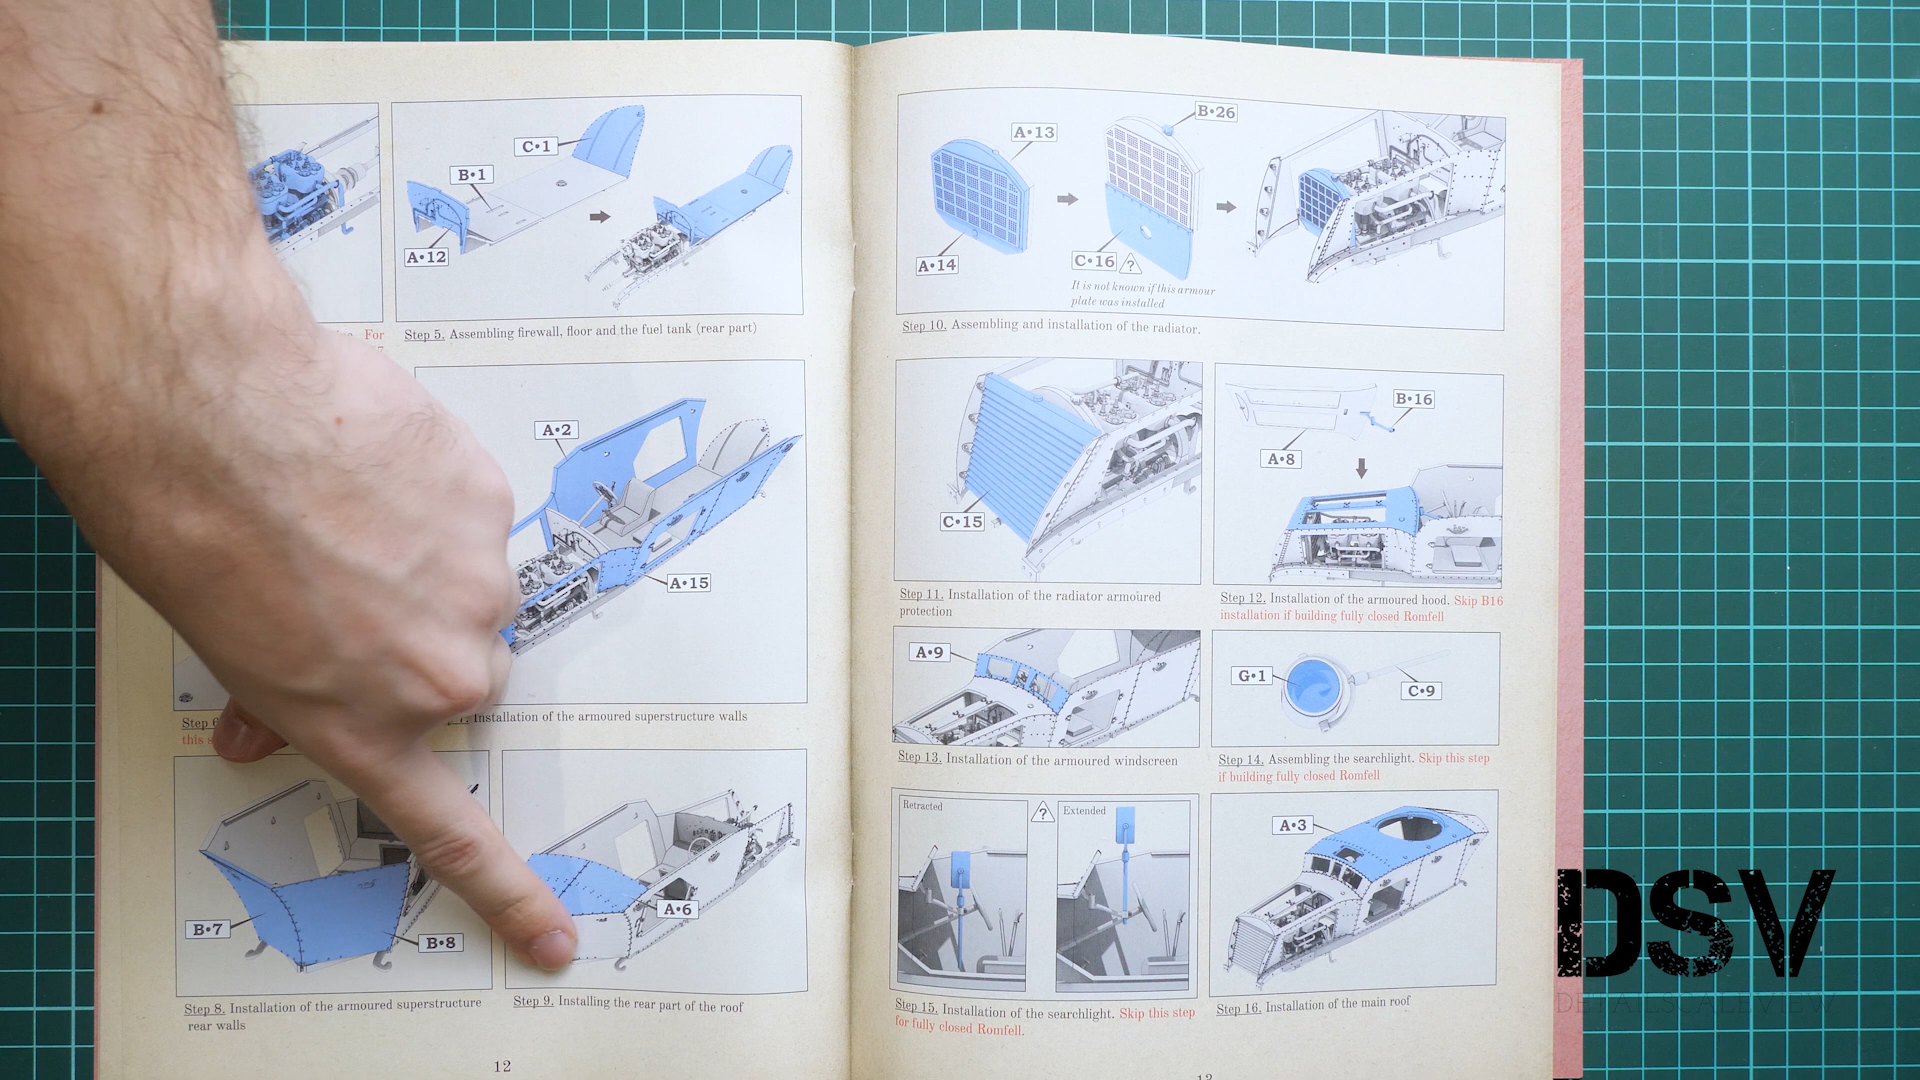 C•1
B•1
A•12
For
Step 5. Assembling firewall, floor and the fuel tank (rear part)
A•2
A•15
Step 6
this s
Installation of the armoured superstructure walls
B•7
B•8
Step 8. Installation of the armoured superstructure
rear walls
A•6
Step 9. Installing the rear part of the roof
12
A•13
B•26
A•14
C•16 ?
It is not known if this armour
plate was installed
Step 10. Assembling and installation of the radiator.
C•15
Step 11. Installation of the radiator armoured
protection
B•16
A•8
Step 12. Installation of the armoured hood. Skip B16
installation if building fully closed Romfell
A•9
Step 13. Installation of the armoured windscreen
G•1
C•9
Step 14. Assembling the searchlight. Skip this step
if building fully closed Romfell
Retracted
?
Extended
Step 15. Installation of the searchlight. Skip this step
for fully closed Romfell.
A•3
Step 16. Installation of the main roof
13
DSV
DETAILSCALEVIEW